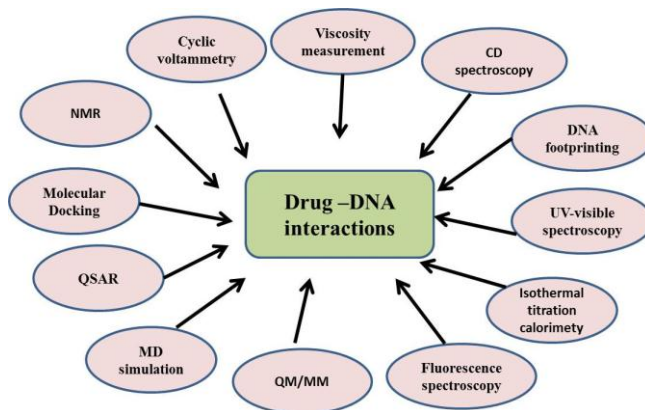 Cyclic
voltammetry
Viscosity
measurement
CD
spectroscopy
NMR
DNA
footprinting
Molecular
Docking
Drug –DNA
interactions
UV-visible
spectroscopy
QSAR
Isothermal
titration
calorimety
MD
simulation
QM/MM
Fluorescence
spectroscopy